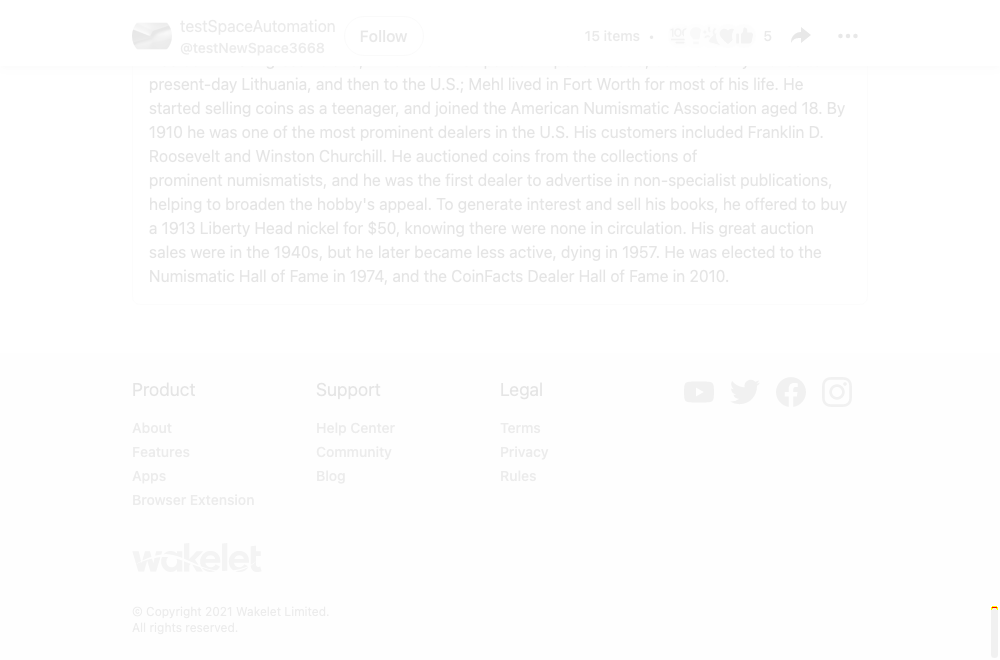 testSpaceAutomation
@testNewSpace3668
Follow
15 items
5
present-day Lithuania, and then to the U.S.; Mehl lived in Fort Worth for most of his life. He
started selling coins as a teenager, and joined the American Numismatic Association aged 18. By
1910 he was one of the most prominent dealers in the U.S. His customers included Franklin D.
Roosevelt and Winston Churchill. He auctioned coins from the collections of
prominent numismatists, and he was the first dealer to advertise in non-specialist publications,
helping to broaden the hobby's appeal. To generate interest and sell his books, he offered to buy
a 1913 Liberty Head nickel for $50, knowing there were none in circulation. His great auction
sales were in the 1940s, but he later became less active, dying in 1957. He was elected to the
Numismatic Hall of Fame in 1974, and the CoinFacts Dealer Hall of Fame in 2010.
Product
About
Features
Apps
Browser Extension
Support
Help Center
Community
Blog
Legal
Terms
Privacy
Rules
wakelet
© Copyright 2021 Wakelet Limited.
All rights reserved.